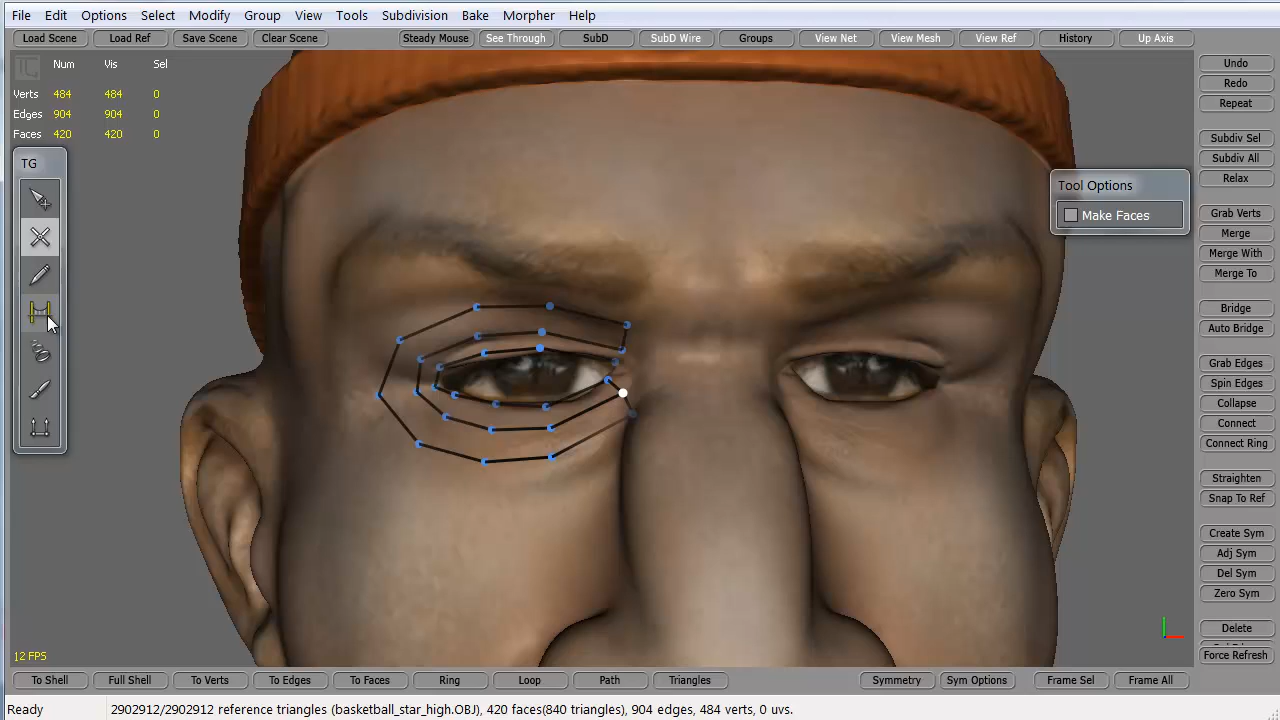 File Edit Options Select Modify Group View Tools Subdivision Bake Morpher Help
Load Scene Load Ref Save Scene Clear Scene Steady Mouse See Through SubD SubD Wire Groups View Net View Mesh View Ref History Up Axis
Num Vis Sel
Verts 484 484 0
Edges 904 904 0
Faces 420 420 0
TG
Tool Options
Make Faces
Undo
Redo
Repeat
Subdiv Sel
Subdiv All
Relax
Grab Verts
Merge
Merge With
Merge To
Bridge
Auto Bridge
Grab Edges
Spin Edges
Collapse
Connect
Connect Ring
Straighten
Snap To Ref
Create Sym
Adj Sym
Del Sym
Zero Sym
Delete
Force Refresh
12 FPS
To Shell Full Shell To Verts To Edges To Faces Ring Loop Path Triangles Symmetry Sym Options Frame Sel Frame All
Ready 2902912/2902912 reference triangles (basketball_star_high.OBJ), 420 faces(840 triangles), 904 edges, 484 verts, 0 uvs.